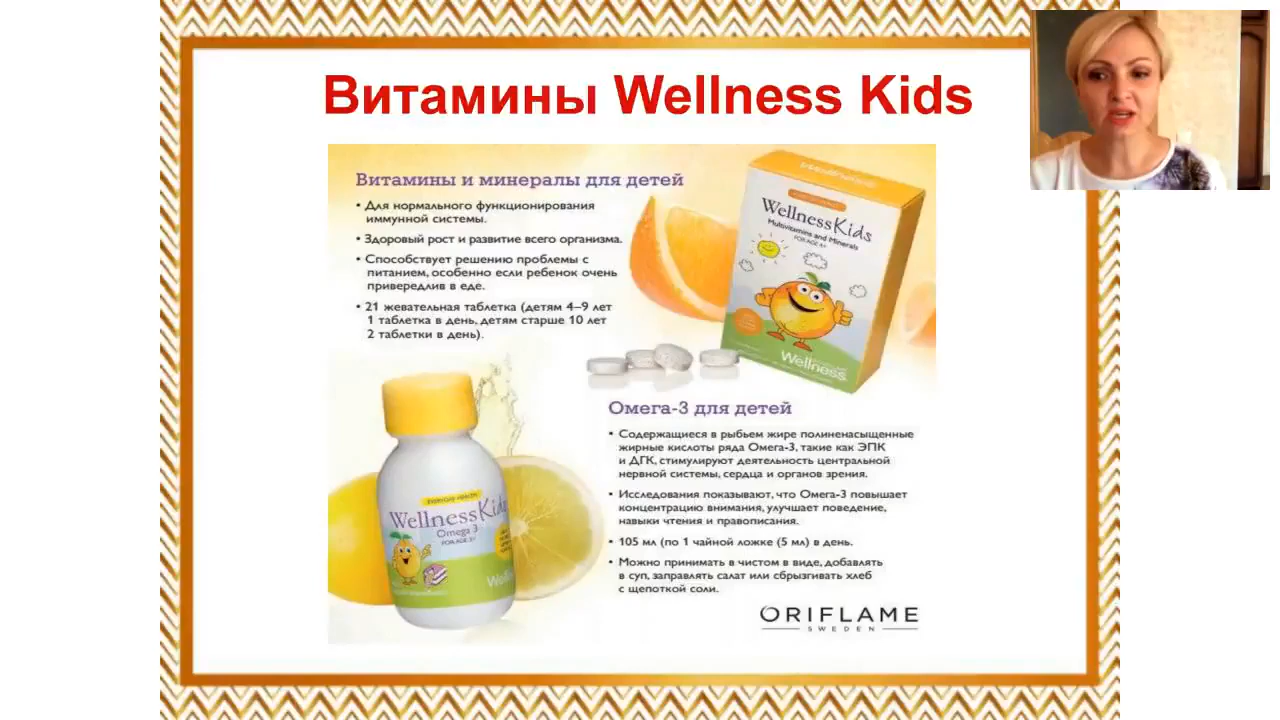 Витамины Wellness Kids
Витамины и минералы для детей
• Для нормального функционирования
иммунной системы.
• Здоровый рост и развитие всего организма.
• Способствует решению проблемы с
питанием, особенно если ребенок очень
привередлив в еде.
• 21 жевательная таблетка (детям 4–9 лет
1 таблетка в день, детям старше 10 лет
2 таблетки в день).
Wellness
WellnessKids
Multivitamins and Minerals
FOR AGE 4+
Wellness
Омега-3 для детей
• Содержащиеся в рыбьем жире полиненасыщенные
жирные кислоты ряда Омега-3, такие как ЭПК
и ДГК, стимулируют деятельность центральной
нервной системы, сердца и органов зрения.
• Исследования показывают, что Омега-3 повышает
концентрацию внимания, улучшает поведение,
навыки чтения и правописания.
• 105 мл (по 1 чайной ложке (5 мл) в день.
• Можно принимать в чистом в виде, добавлять
в суп, заправлять салат или сбрызгивать хлеб
с щепоткой соли.
WellnessKids
Omega 3
ORIFLAME
SWEDEN